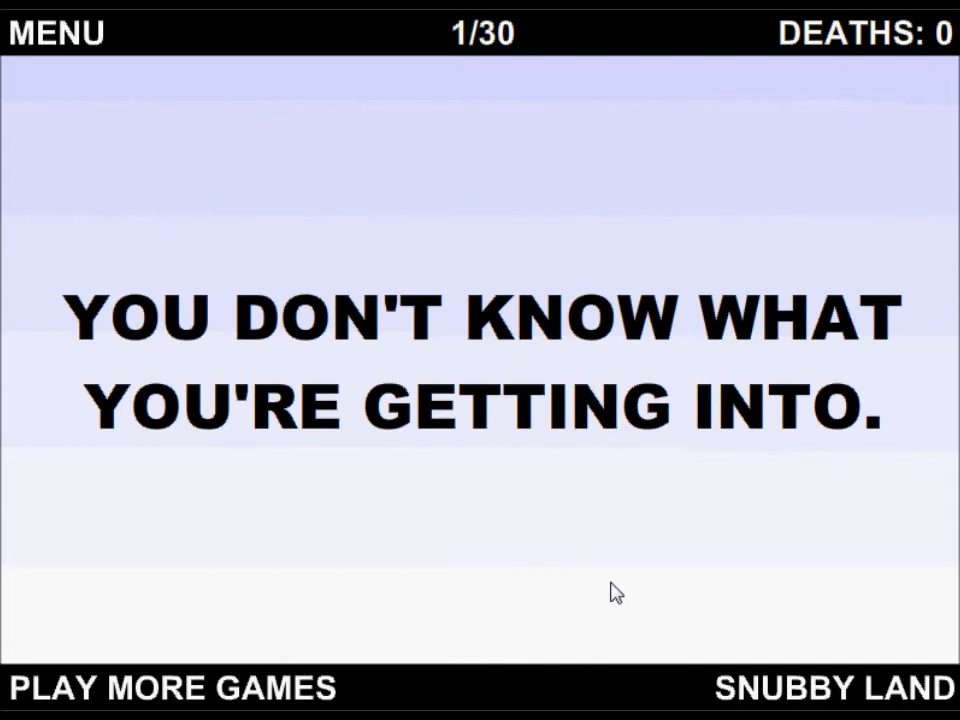 MENU 1/30 DEATHS: 0
YOU DON'T KNOW WHAT
YOU'RE GETTING INTO.
PLAY MORE GAMES SNUBBY LAND